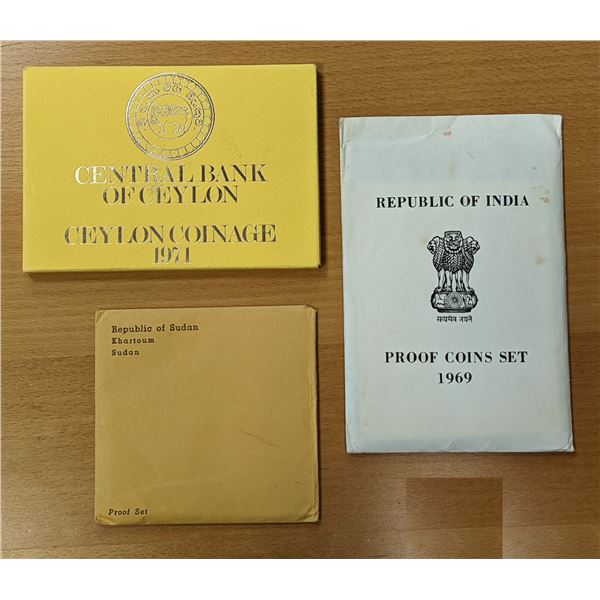 CENTRAL BANK
OF CEYLON
CEYLON COINAGE
1971
REPUBLIC OF INDIA
सत्यमेव जयते
PROOF COINS SET
1969
Republic of Sudan
Khartoum
Sudan
Proof Set